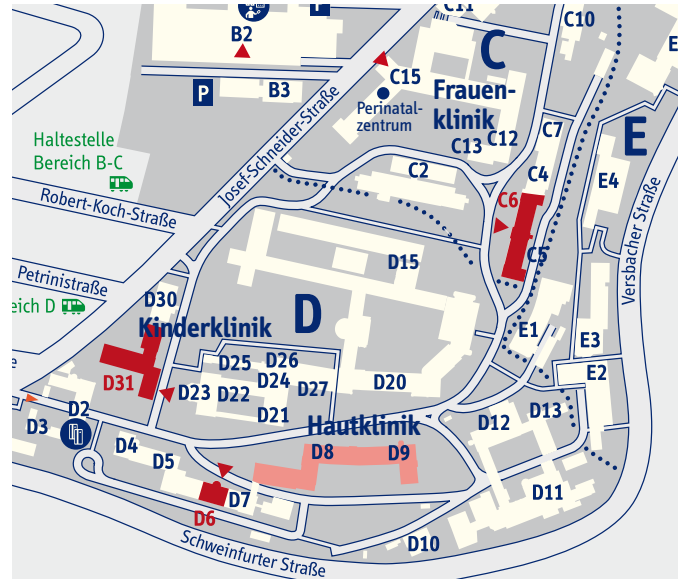 C11
C10
P
B2
C
E
C15
P
B3
Frauen-
klinik
Perinatal-
zentrum
Josef-Schneider-Straße
Haltestelle
Bereich B-C
C7
C12
C13
E
C2
C4
E4
C6
Robert-Koch-Straße
Versbacher Straße
C5
D15
Petrinistraße
eich D
D30
Kinderklinik
D
E1
E3
D25
D26
E2
D31
D24
D20
D23
D22
D27
D21
D2
D13
D3
Hautklinik
D12
D4
D8
D9
D5
D7
D11
D6
D10
Schweinfurter Straße